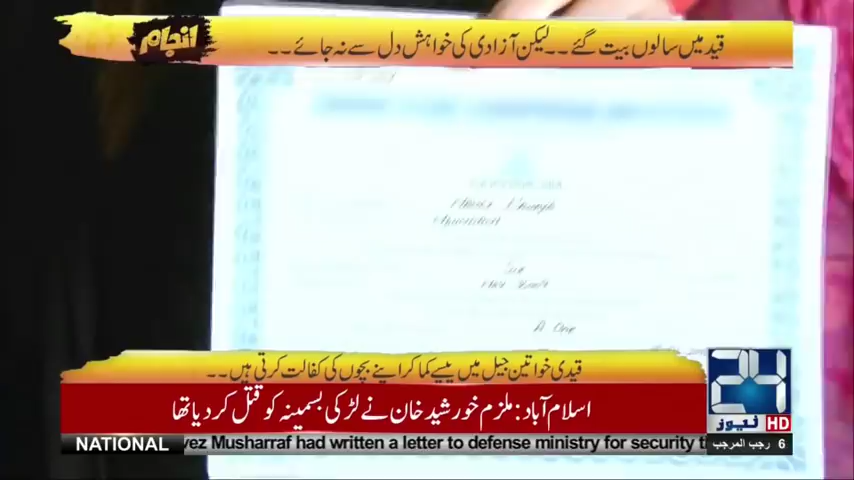 انجام
قید میں سالوں بیت گئے ۔۔ لیکن آزادی کی خواہش دل سے نہ جائے ۔۔
A One
قیدی خواتین جیل میں پیسے کما کر اپنے بچوں کی کفالت کرتی ہیں ۔۔
اسلام آباد : ملزم خورشید خان نے لڑکی بسمینہ کو قتل کر دیا تھا
24
نیوز HD
NATIONAL
vez Musharraf had written a letter to defense ministry for security t
6 رجب المرجب